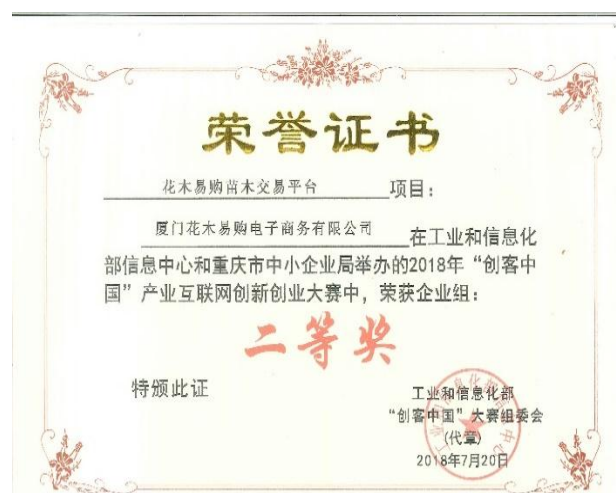 荣誉证书
花木易购苗木交易平台 项目：
厦门花木易购电子商务有限公司 在工业和信息化
部信息中心和重庆市中小企业局举办的2018年“创客中
国”产业互联网创新创业大赛中，荣获企业组：
二等奖
特颁此证
工业和信息化部
“创客中国”大赛组委会
(代章)
2018年7月20日